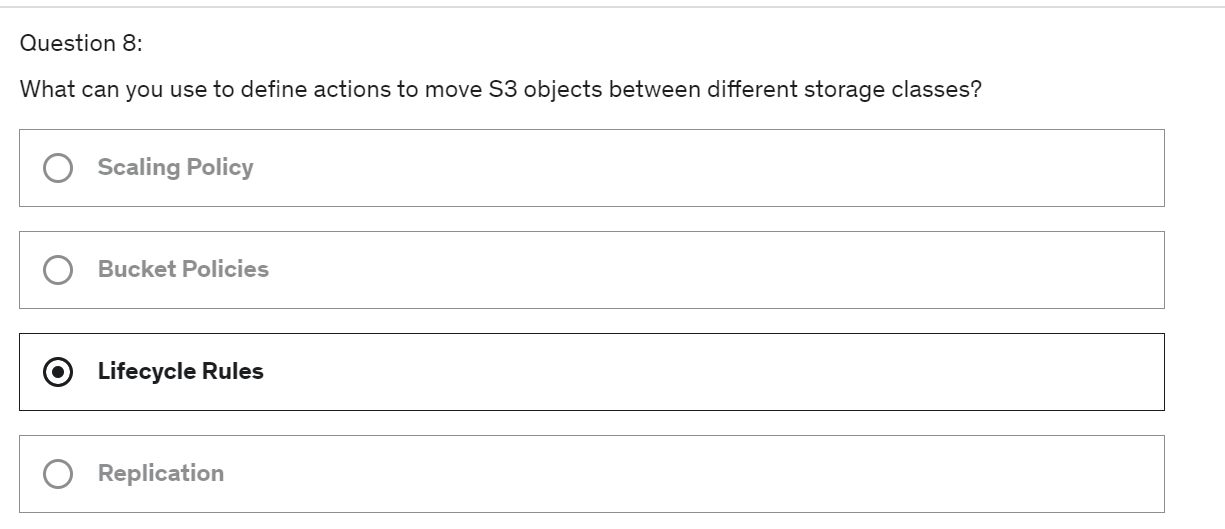 Question 8:
What can you use to define actions to move S3 objects between different storage classes?
Scaling Policy
Bucket Policies
Lifecycle Rules
Replication